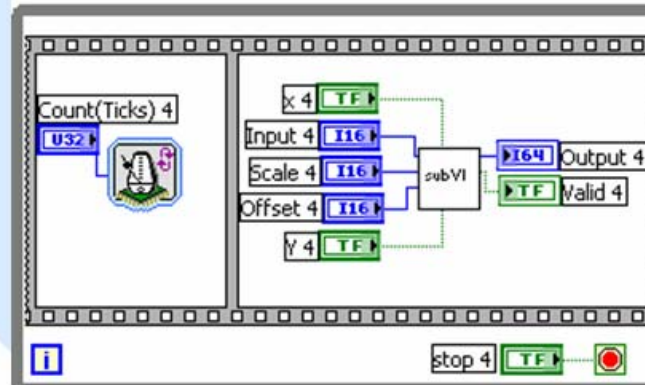 x 4 TF
Count(Ticks) 4
U32
Input 4 I16
I64 Output 4
Scale 4 I16
subVI
TF Valid 4
Offset 4 I16
Y 4 TF
i
stop 4 TF